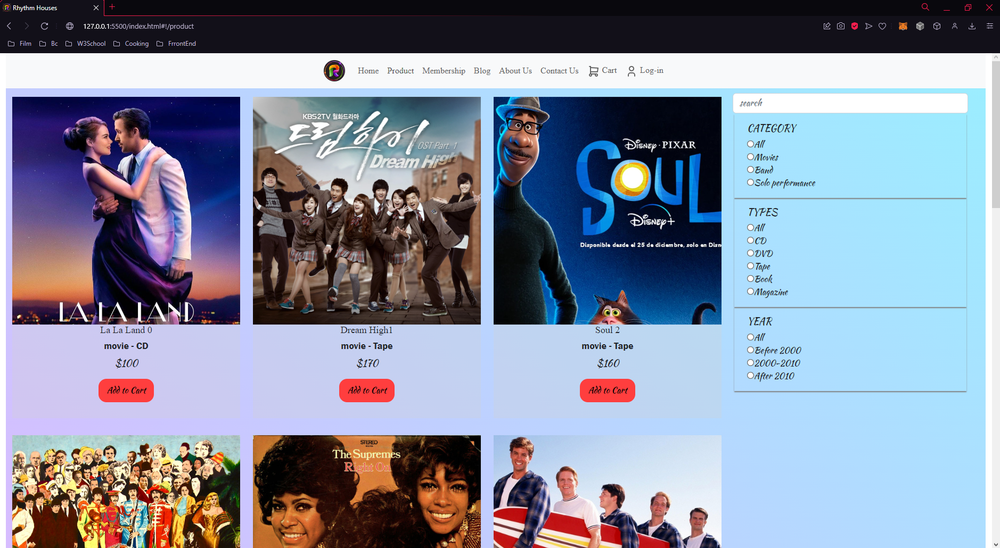 Rhythm Houses
127.0.0.1:5500/index.html#!/product
Film Bc W3School Cooking FrrontEnd
Home Product Membership Blog About Us Contact Us Cart Log-in
LA LA LAND
La La Land 0
movie - CD
$100
Add to Cart
KBS2TV 월화드라마
드림하이
OST Part. 1
Dream High
Dream High1
movie - Tape
$170
Add to Cart
Disney · PIXAR
SOUL
Disney+
Disponible desde el 25 de diciembre, solo en Disn
Soul 2
movie - Tape
$160
Add to Cart
search
CATEGORY
All
Movies
Band
Solo performance
TYPES
All
CD
DVD
Tape
Book
Magazine
YEAR
All
Before 2000
2000-2010
After 2010
STEREO
The Supremes
Right On